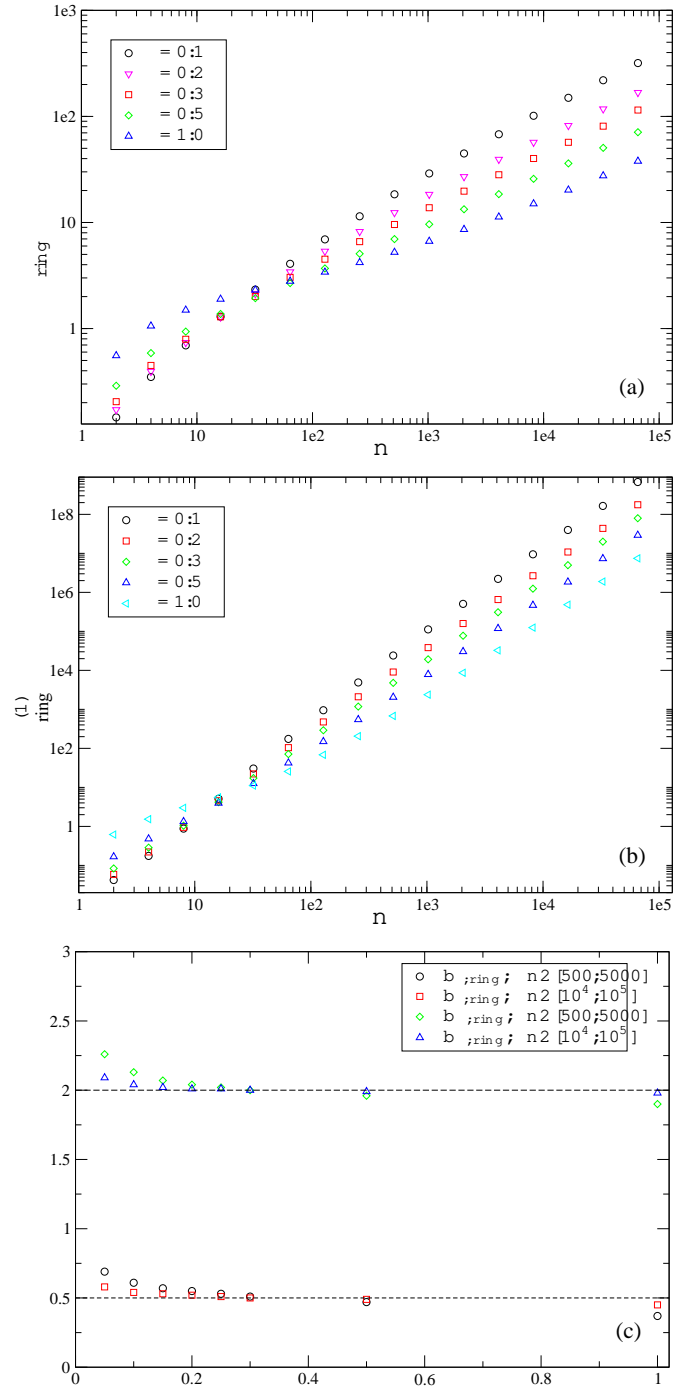 1e3
= 0:1
= 0:2
= 0:3
= 0:5
= 1:0
1e2
ring
10
1
(a)
1 10 1e2 1e3 1e4 1e5
n
= 0:1
= 0:2
= 0:3
= 0:5
= 1:0
1e8
1e6
1e4
(1)
ring
1e2
1
(b)
1 10 1e2 1e3 1e4 1e5
n
3
b ;ring; n2 [500;5000]
b ;ring; n2 [10^4;10^5]
b ;ring; n2 [500;5000]
b ;ring; n2 [10^4;10^5]
2.5
2
1.5
1
0.5
(c)
0
0 0.2 0.4 0.6 0.8 1